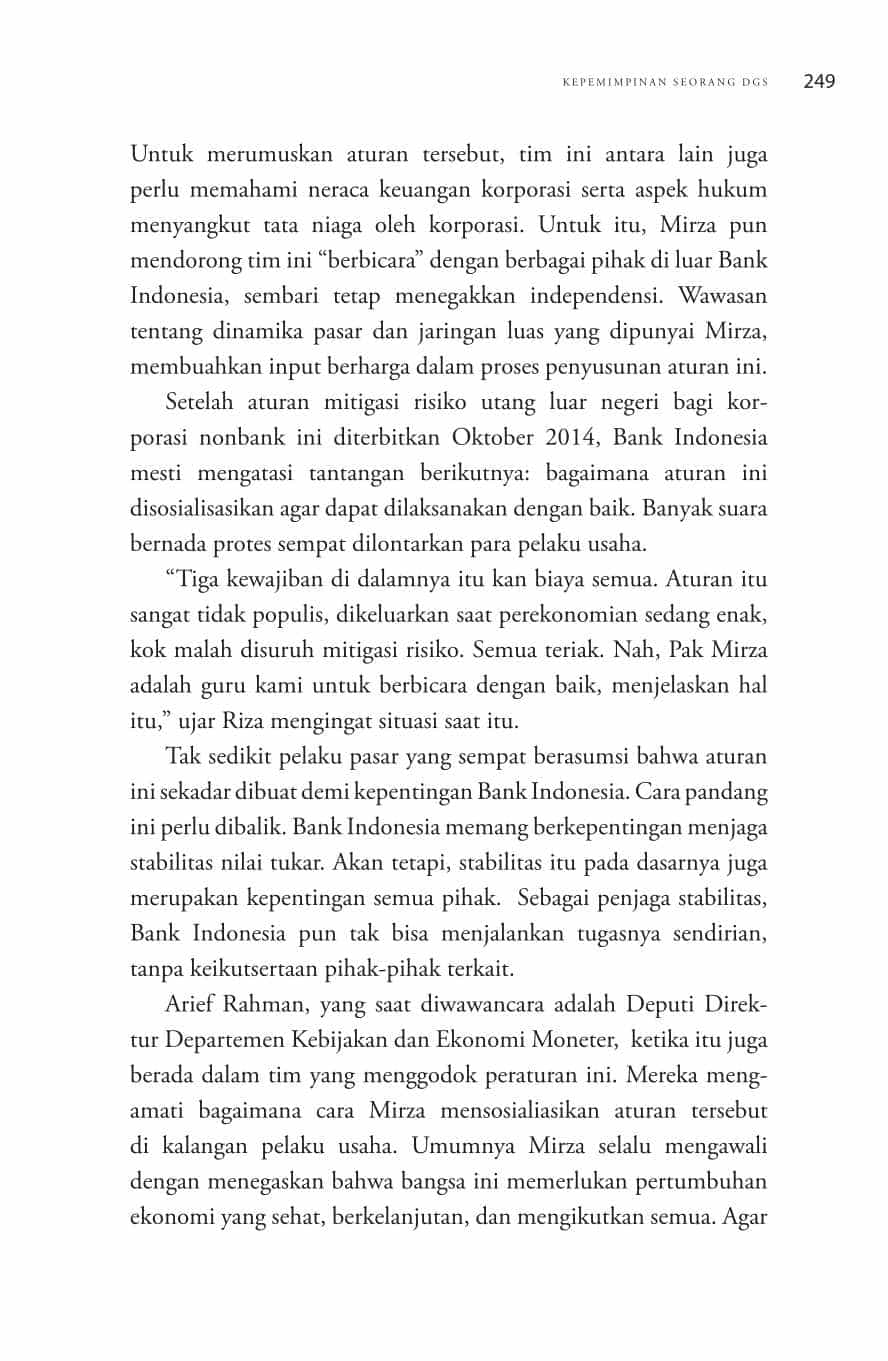 KEPEMIMPINAN SEORANG DGS 249
Untuk merumuskan aturan tersebut, tim ini antara lain juga
perlu memahami neraca keuangan korporasi serta aspek hukum
menyangkut tata niaga oleh korporasi. Untuk itu, Mirza pun
mendorong tim ini “berbicara” dengan berbagai pihak di luar Bank
Indonesia, sembari tetap menegakkan independensi. Wawasan
tentang dinamika pasar dan jaringan luas yang dipunyai Mirza,
membuahkan input berharga dalam proses penyusunan aturan ini.
Setelah aturan mitigasi risiko utang luar negeri bagi kor-
porasi nonbank ini diterbitkan Oktober 2014, Bank Indonesia
mesti mengatasi tantangan berikutnya: bagaimana aturan ini
disosialisasikan agar dapat dilaksanakan dengan baik. Banyak suara
bernada protes sempat dilontarkan para pelaku usaha.
“Tiga kewajiban di dalamnya itu kan biaya semua. Aturan itu
sangat tidak populis, dikeluarkan saat perekonomian sedang enak,
kok malah disuruh mitigasi risiko. Semua teriak. Nah, Pak Mirza
adalah guru kami untuk berbicara dengan baik, menjelaskan hal
itu,” ujar Riza mengingat situasi saat itu.
Tak sedikit pelaku pasar yang sempat berasumsi bahwa aturan
ini sekadar dibuat demi kepentingan Bank Indonesia. Cara pandang
ini perlu dibalik. Bank Indonesia memang berkepentingan menjaga
stabilitas nilai tukar. Akan tetapi, stabilitas itu pada dasarnya juga
merupakan kepentingan semua pihak.  Sebagai penjaga stabilitas,
Bank Indonesia pun tak bisa menjalankan tugasnya sendirian,
tanpa keikutsertaan pihak-pihak terkait.
Arief Rahman, yang saat diwawancara adalah Deputi Direk-
tur Departemen Kebijakan dan Ekonomi Moneter,  ketika itu juga
berada dalam tim yang menggodok peraturan ini. Mereka meng-
amati bagaimana cara Mirza mensosialiasikan aturan tersebut
di kalangan pelaku usaha. Umumnya Mirza selalu mengawali
dengan menegaskan bahwa bangsa ini memerlukan pertumbuhan
ekonomi yang sehat, berkelanjutan, dan mengikutkan semua. Agar